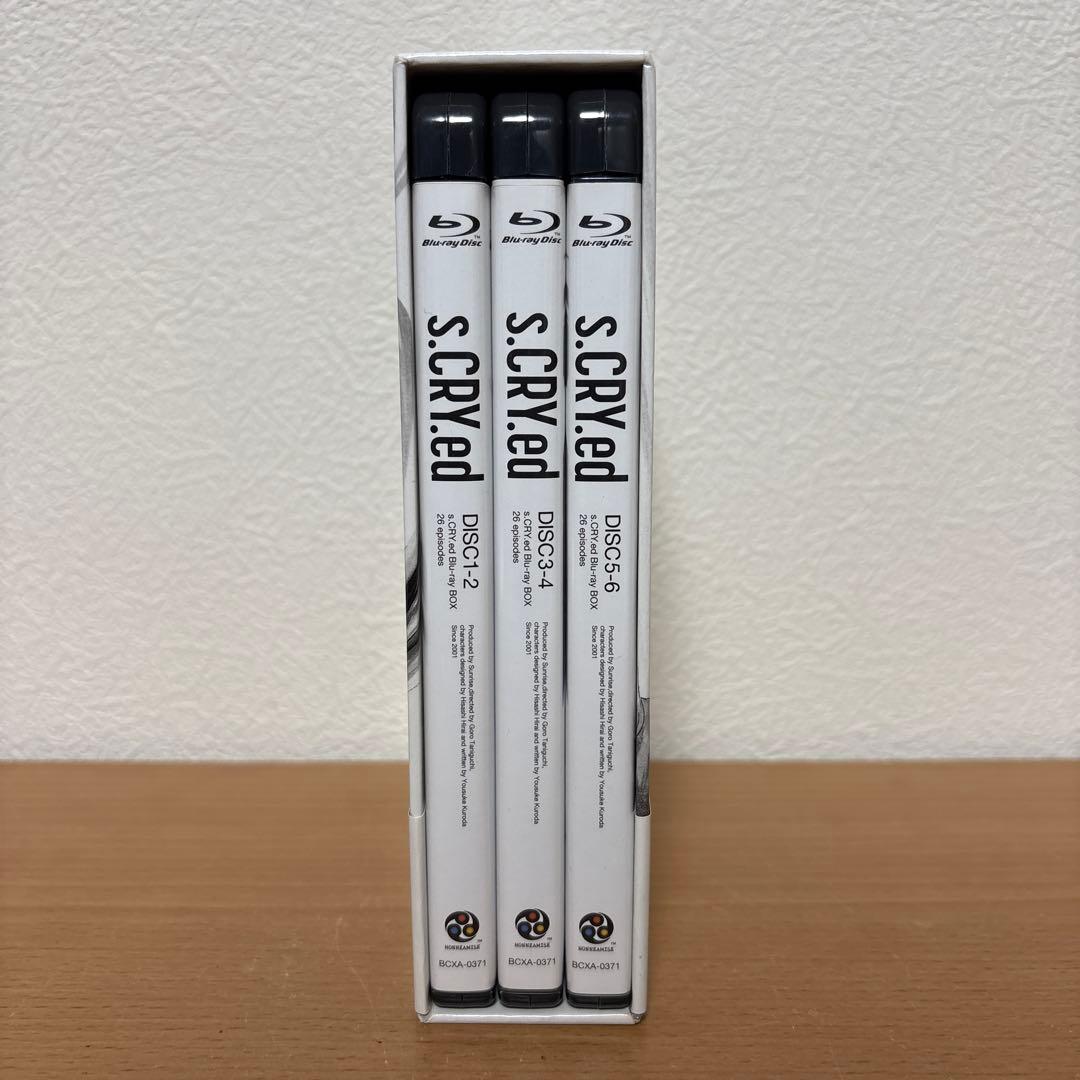 Blu-ray Disc
s.CRY.ed
DISC1-2
s.CRY.ed Blu-ray BOX
26 episodes
Produced by Sunrise,directed by Goro Taniguchi,
characters designed by Hisashi Hirai and written by Yousuke Kuroda
Since 2001
HONNEAMISE
BCXA-0371
Blu-ray Disc
s.CRY.ed
DISC3-4
s.CRY.ed Blu-ray BOX
26 episodes
Produced by Sunrise,directed by Goro Taniguchi,
characters designed by Hisashi Hirai and written by Yousuke Kuroda
Since 2001
HONNEAMISE
BCXA-0371
Blu-ray Disc
s.CRY.ed
DISC5-6
s.CRY.ed Blu-ray BOX
26 episodes
Produced by Sunrise,directed by Goro Taniguchi,
characters designed by Hisashi Hirai and written by Yousuke Kuroda
Since 2001
HONNEAMISE
BCXA-0371